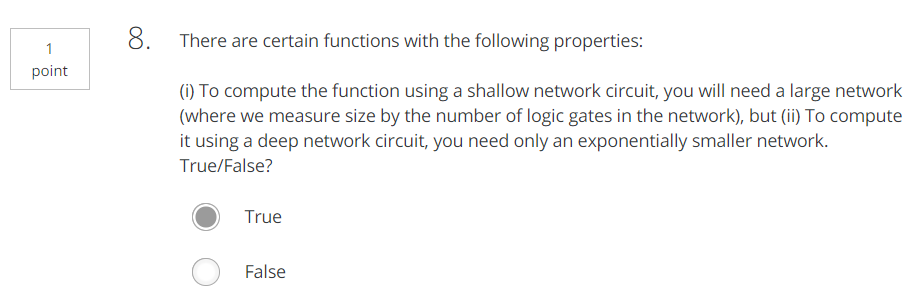 1
point
8.
There are certain functions with the following properties:
(i) To compute the function using a shallow network circuit, you will need a large network
(where we measure size by the number of logic gates in the network), but (ii) To compute
it using a deep network circuit, you need only an exponentially smaller network.
True/False?
True
False